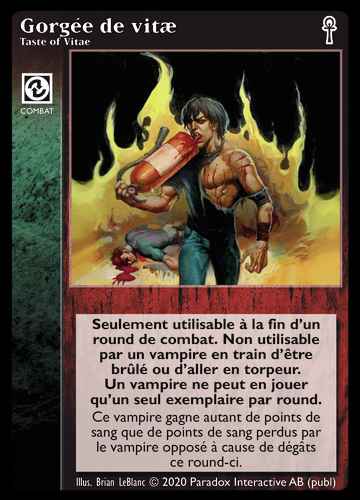 Gorgée de vitæ
Taste of Vitae
COMBAT
Seulement utilisable à la fin d'un
round de combat. Non utilisable
par un vampire en train d'être
brûlé ou d'aller en torpeur.
Un vampire ne peut en jouer
qu'un seul exemplaire par round.
Ce vampire gagne autant de points de
sang que de points de sang perdus par
le vampire opposé à cause de dégâts
ce round-ci.
Illus. Brian LeBlanc © 2020 Paradox Interactive AB (publ)